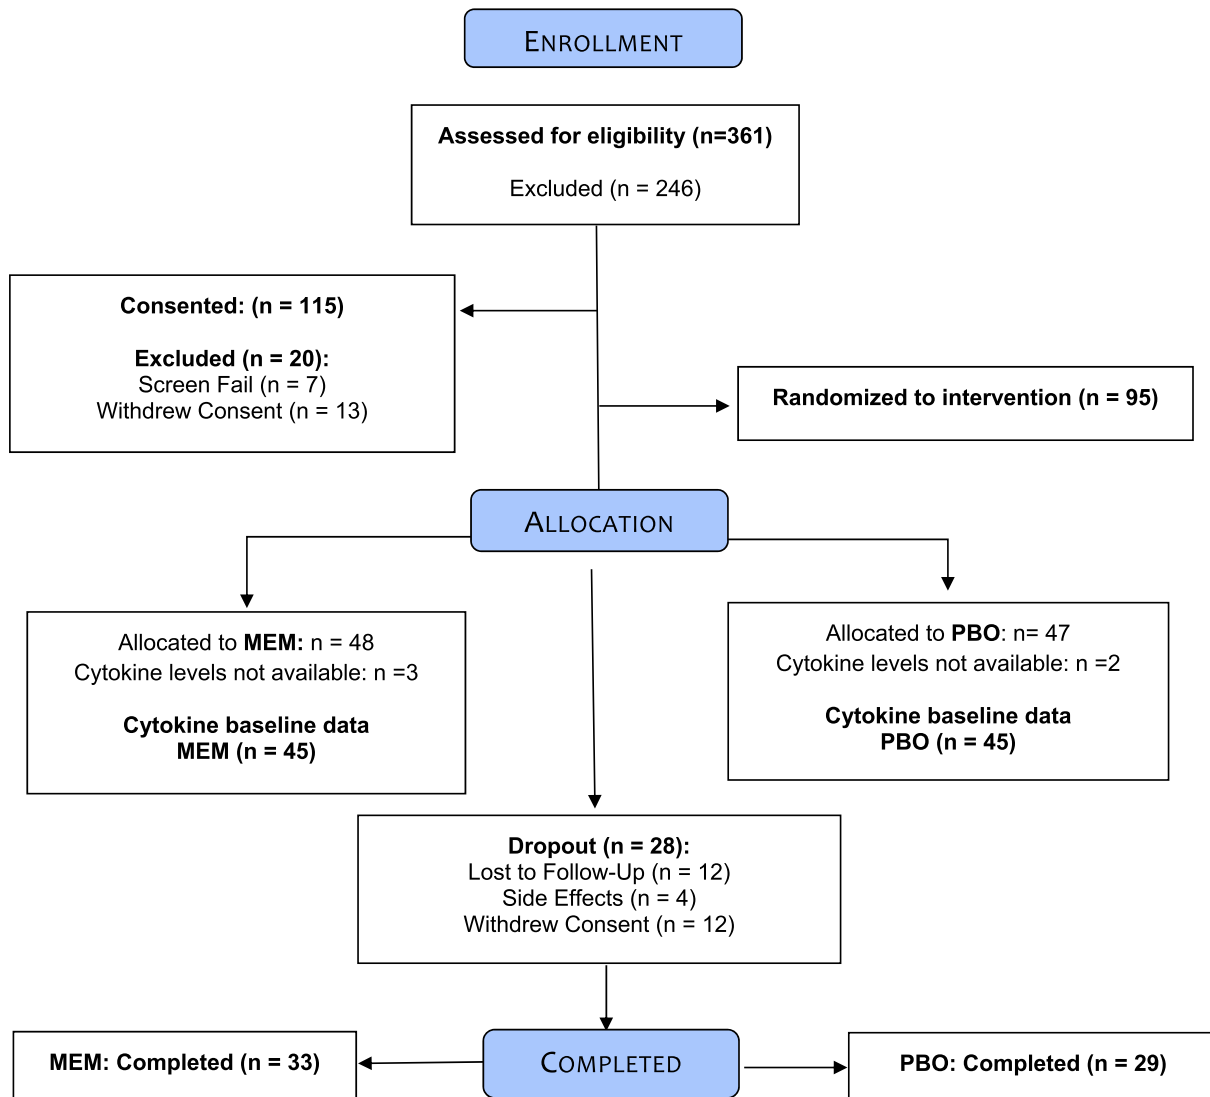 ENROLLMENT
Assessed for eligibility (n=361)
Excluded (n = 246)
Consented: (n = 115)
Excluded (n = 20):
Screen Fail (n = 7)
Withdrew Consent (n = 13)
Randomized to intervention (n = 95)
ALLOCATION
Allocated to MEM: n = 48
Cytokine levels not available: n =3
Cytokine baseline data
MEM (n = 45)
Allocated to PBO: n= 47
Cytokine levels not available: n =2
Cytokine baseline data
PBO (n = 45)
Dropout (n = 28):
Lost to Follow-Up (n = 12)
Side Effects (n = 4)
Withdrew Consent (n = 12)
MEM: Completed (n = 33)
COMPLETED
PBO: Completed (n = 29)